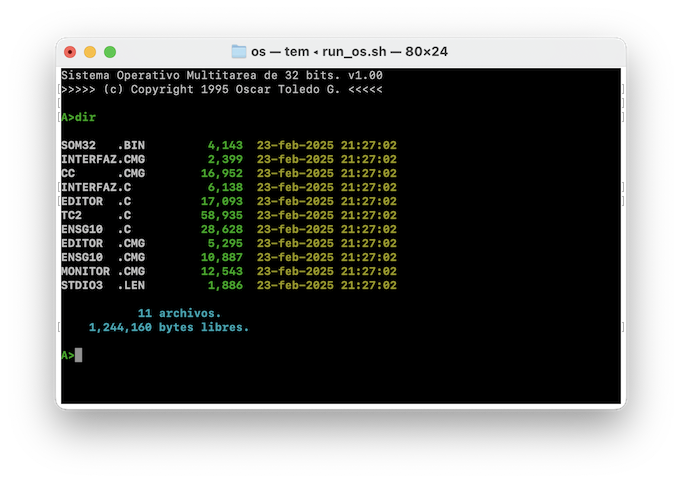 os — tem ◂ run_os.sh — 80×24
Sistema Operativo Multitarea de 32 bits. v1.00
>>>>> (c) Copyright 1995 Oscar Toledo G. <<<<<
A>dir
SOM32   .BIN         4,143  23-feb-2025 21:27:02
INTERFAZ.CMG         2,399  23-feb-2025 21:27:02
CC      .CMG        16,952  23-feb-2025 21:27:02
INTERFAZ.C           6,138  23-feb-2025 21:27:02
EDITOR  .C          17,093  23-feb-2025 21:27:02
TC2     .C          58,935  23-feb-2025 21:27:02
ENSG10  .C          28,628  23-feb-2025 21:27:02
EDITOR  .CMG         5,295  23-feb-2025 21:27:02
ENSG10  .CMG        10,887  23-feb-2025 21:27:02
MONITOR .CMG        12,543  23-feb-2025 21:27:02
STDIO3  .LEN         1,886  23-feb-2025 21:27:02
11 archivos.
1,244,160 bytes libres.
A>